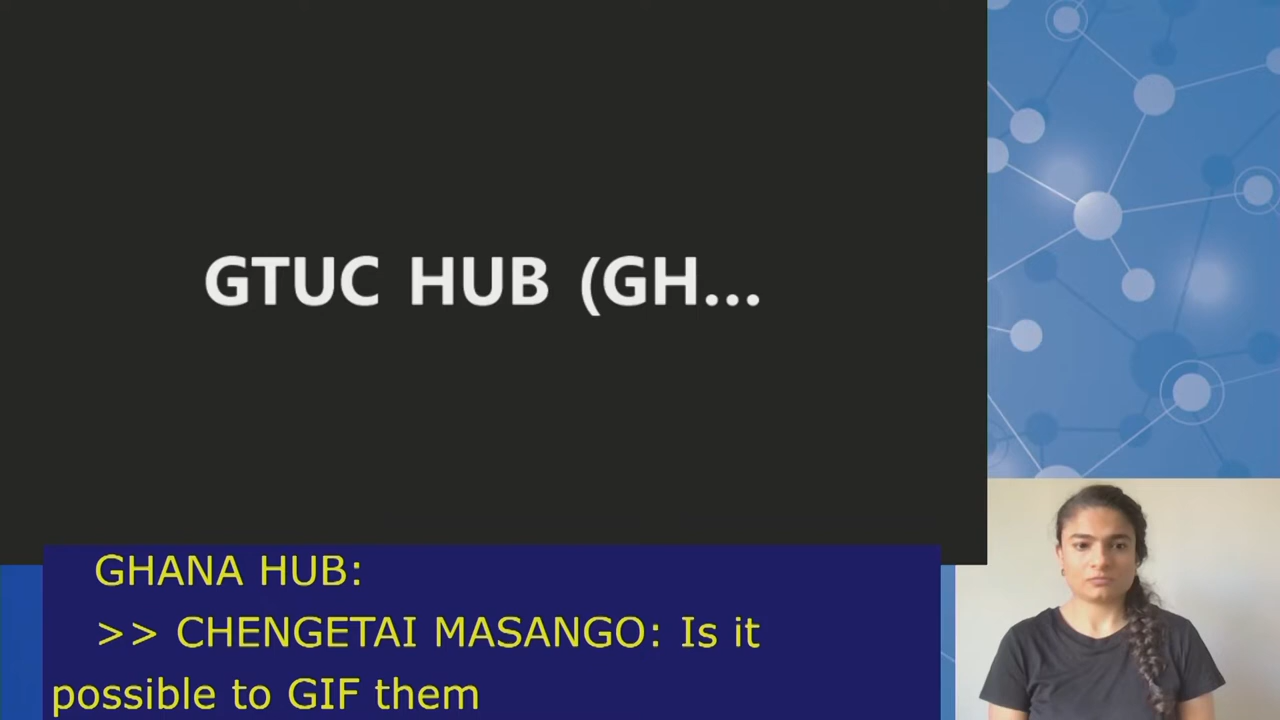 GTUC HUB (GH...
GHANA HUB:
>> CHENGETAI MASANGO: Is it
possible to GIF them